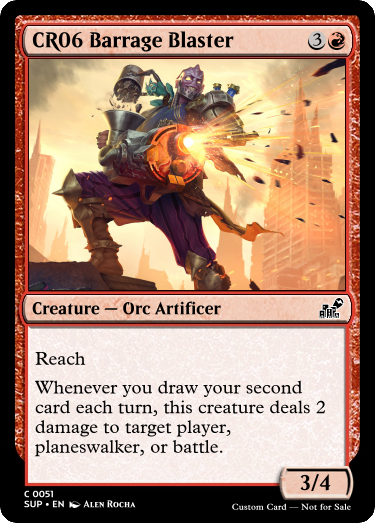 CR06 Barrage Blaster
3
Creature — Orc Artificer
Reach
Whenever you draw your second
card each turn, this creature deals 2
damage to target player,
planeswalker, or battle.
3/4
C 0051
SUP • EN Alen Rocha
Custom Card — Not for Sale